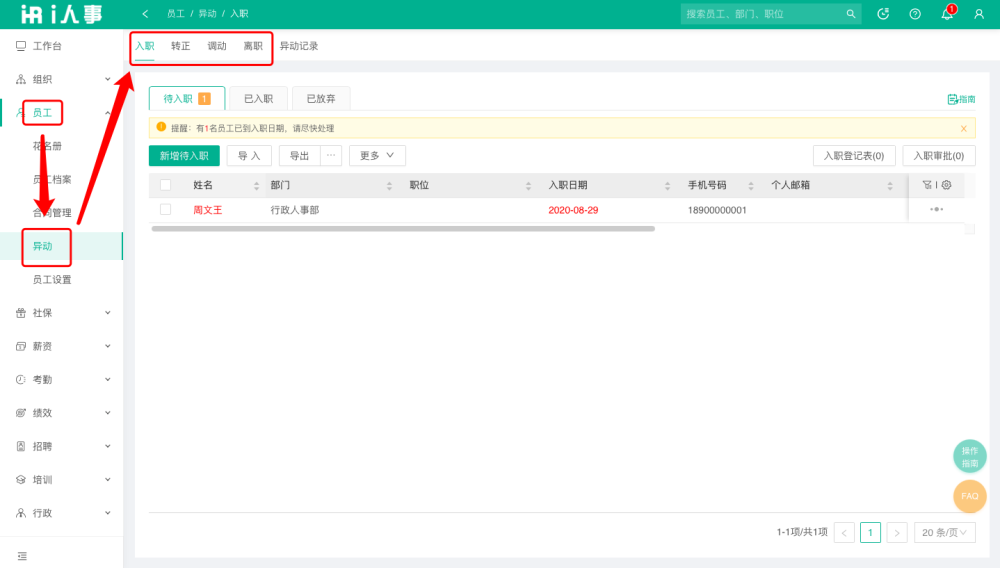 iR i人事
员工 / 异动 / 入职
搜索员工、部门、职位
1
工作台
组织
员工
花名册
员工档案
合同管理
异动
员工设置
社保
薪资
考勤
绩效
招聘
培训
行政
入职 转正 调动 离职 异动记录
待入职 1 已入职 已放弃
指南
提醒：有1名员工已到入职日期，请尽快处理
新增待入职 导入 导出 ··· 更多 入职登记表(0) 入职审批(0)
姓名 部门 职位 入职日期 手机号码 个人邮箱
周文王 行政人事部 2020-08-29 18900000001
操作
指南
FAQ
1-1项/共1项 < 1 > 20 条/页